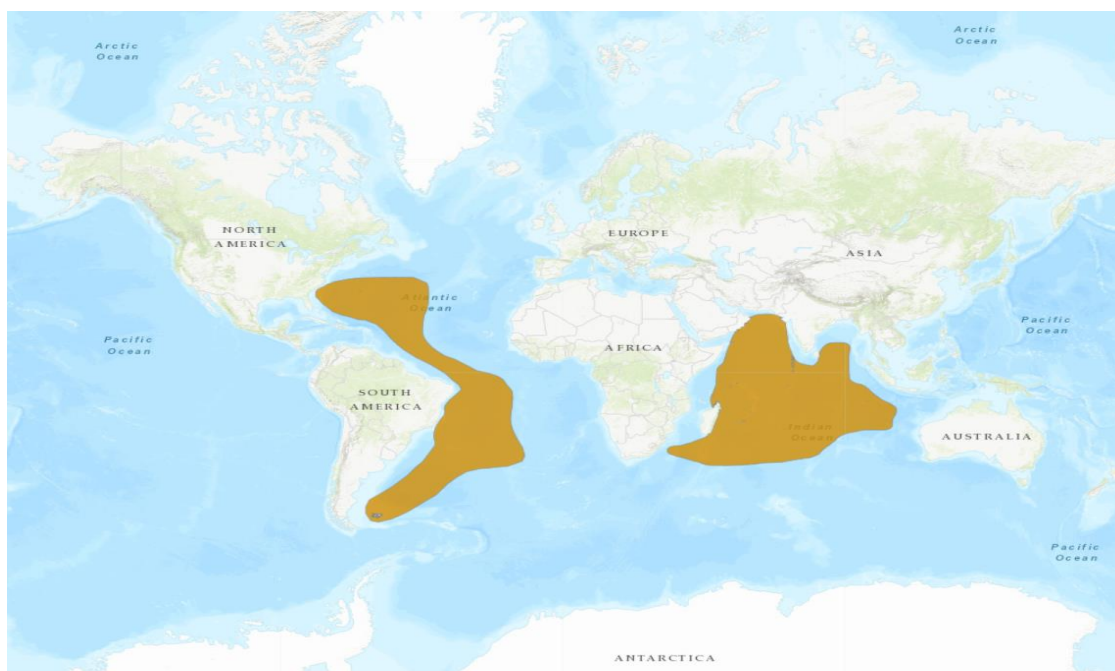 Arctic
Ocean
Arctic
Ocean
NORTH
AMERICA
EUROPE
ASIA
Atlantic
Ocean
Pacific
Ocean
Pacific
Ocean
AFRICA
SOUTH
AMERICA
Indian
Ocean
AUSTRALIA
Pacific
Ocean
ANTARCTICA